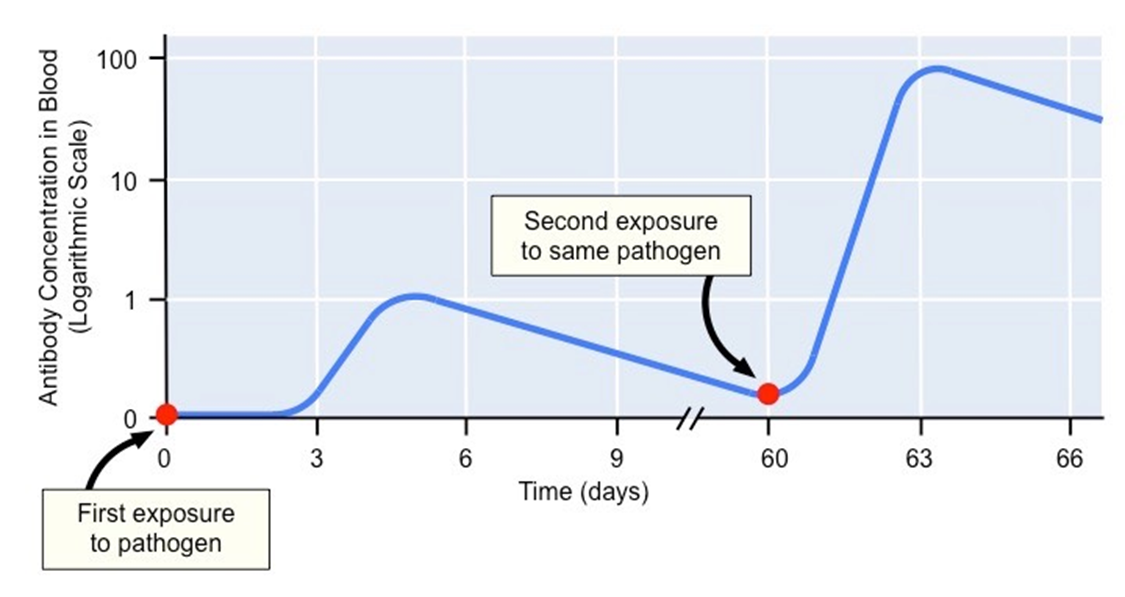 Antibody Concentration in Blood
(Logarithmic Scale)
100
10
1
0
Second exposure
to same pathogen
0
3
6
9
60
63
66
Time (days)
First exposure
to pathogen